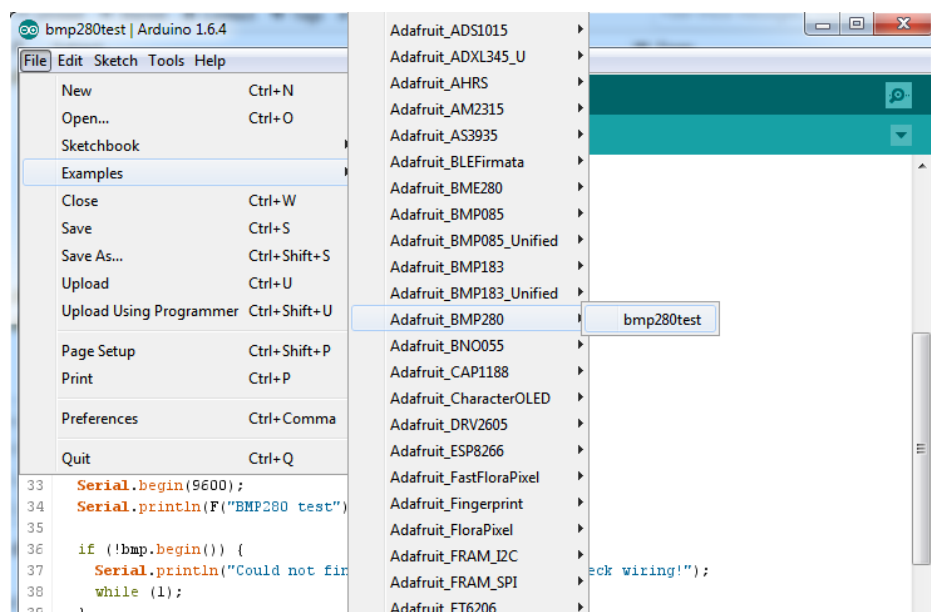 bmp280test | Arduino 1.6.4
File Edit Sketch Tools Help
New Ctrl+N
Open... Ctrl+O
Sketchbook
Examples
Close Ctrl+W
Save Ctrl+S
Save As... Ctrl+Shift+S
Upload Ctrl+U
Upload Using Programmer Ctrl+Shift+U
Page Setup Ctrl+Shift+P
Print Ctrl+P
Preferences Ctrl+Comma
Quit Ctrl+Q
Adafruit_ADS1015
Adafruit_ADXL345_U
Adafruit_AHRS
Adafruit_AM2315
Adafruit_AS3935
Adafruit_BLEFirmata
Adafruit_BME280
Adafruit_BMP085
Adafruit_BMP085_Unified
Adafruit_BMP183
Adafruit_BMP183_Unified
Adafruit_BMP280
Adafruit_BNO055
Adafruit_CAP1188
Adafruit_CharacterOLED
Adafruit_DRV2605
Adafruit_ESP8266
Adafruit_FastFloraPixel
Adafruit_Fingerprint
Adafruit_FloraPixel
Adafruit_FRAM_I2C
Adafruit_FRAM_SPI
Adafruit_FT6206
bmp280test
33 Serial.begin(9600);
34 Serial.println(F("BMP280 test")
35
36 if (!bmp.begin()) {
37 Serial.println("Could not fin eck wiring!");
38 while (1);
39 }